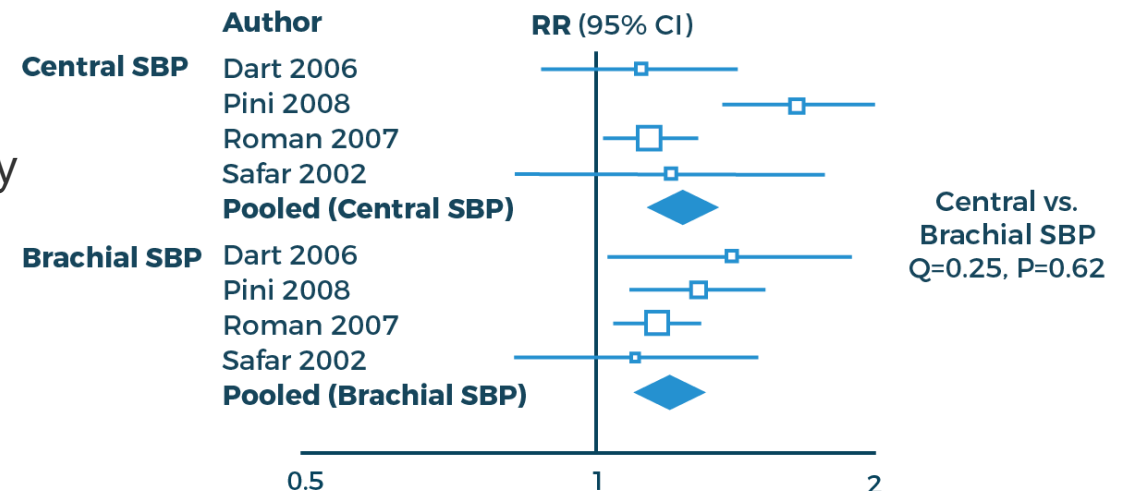 Author RR (95% CI)
Central SBP Dart 2006
Pini 2008
Roman 2007
y
Safar 2002
Pooled (Central SBP)
Brachial SBP Dart 2006
Pini 2008
Roman 2007
Safar 2002
Pooled (Brachial SBP)
Central vs.
Brachial SBP
Q=0.25, P=0.62
0.5 1 2